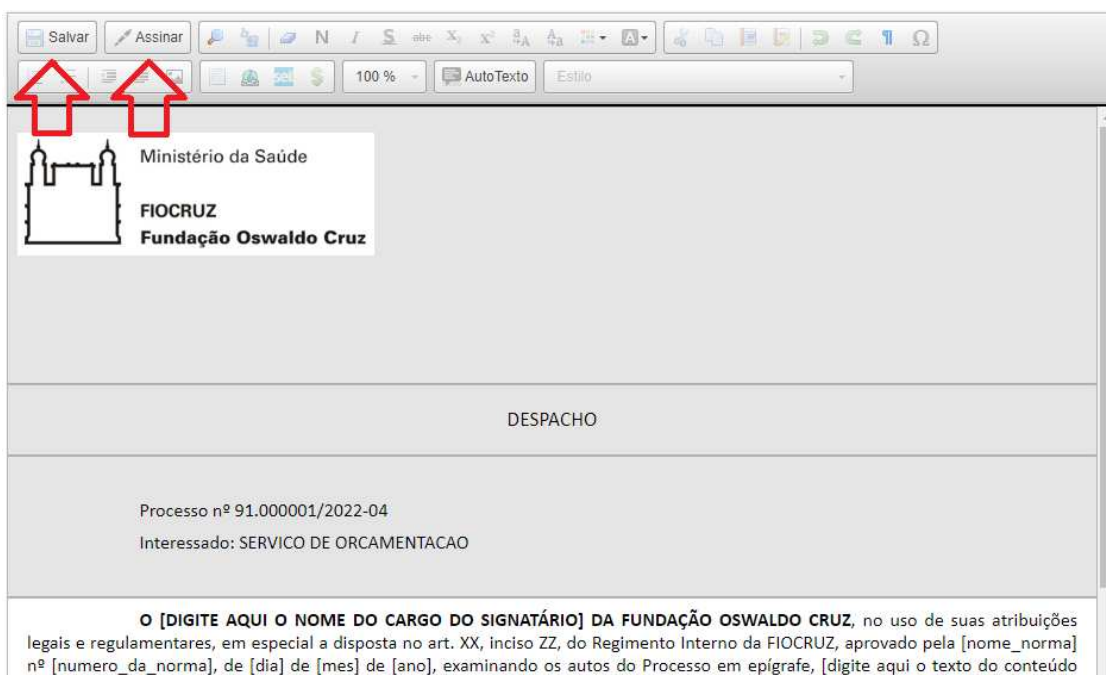 Salvar Assinar N I S abc X₂ x² 100 % AutoTexto Estilo
Ministério da Saúde
FIOCRUZ
Fundação Oswaldo Cruz
DESPACHO
Processo nº 91.000001/2022-04
Interessado: SERVICO DE ORCAMENTACAO
O [DIGITE AQUI O NOME DO CARGO DO SIGNATÁRIO] DA FUNDAÇÃO OSWALDO CRUZ, no uso de suas atribuições
legais e regulamentares, em especial a disposta no art. XX, inciso ZZ, do Regimento Interno da FIOCRUZ, aprovado pela [nome_norma]
nº [numero_da_norma], de [dia] de [mes] de [ano], examinando os autos do Processo em epígrafe, [digite aqui o texto do conteúdo